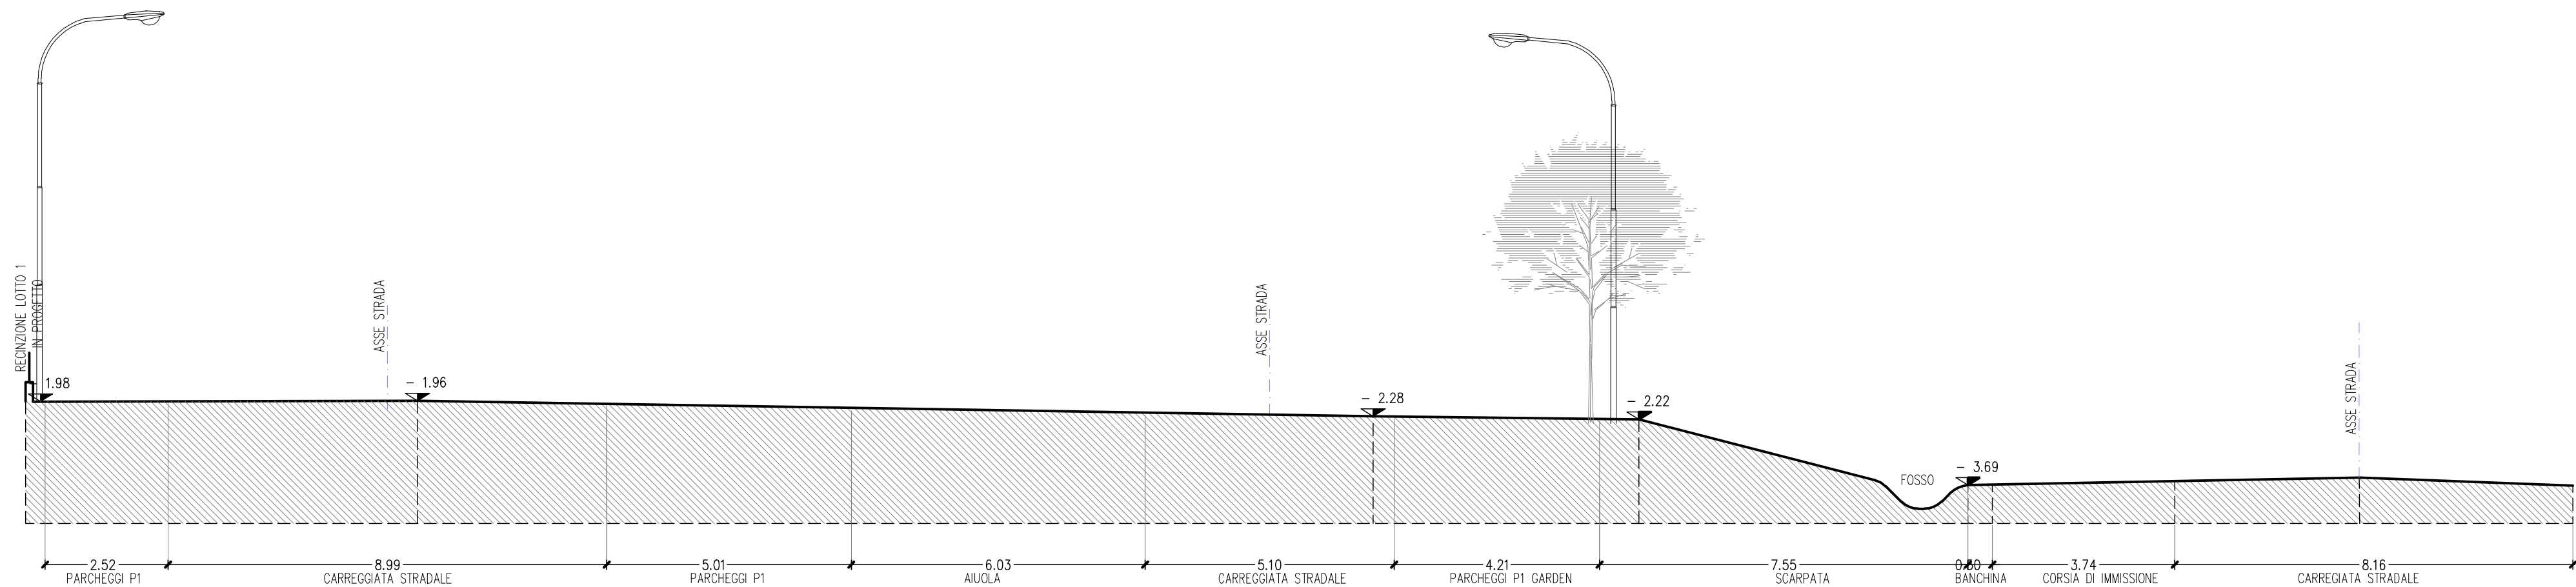 RECINZIONE LOTTO 1
IN PROGETTO
ASSE STRADA
ASSE STRADA
ASSE STRADA
1.98
- 1.96
- 2.28
- 2.22
FOSSO
- 3.69
2.52
PARCHEGGI P1
8.99
CARREGGIATA STRADALE
5.01
PARCHEGGI P1
6.03
AIUOLA
5.10
CARREGGIATA STRADALE
4.21
PARCHEGGI P1 GARDEN
7.55
SCARPATA
BANCHINA
3.74
CORSIA DI IMMISSIONE
8.16
CARREGIATA STRADALE